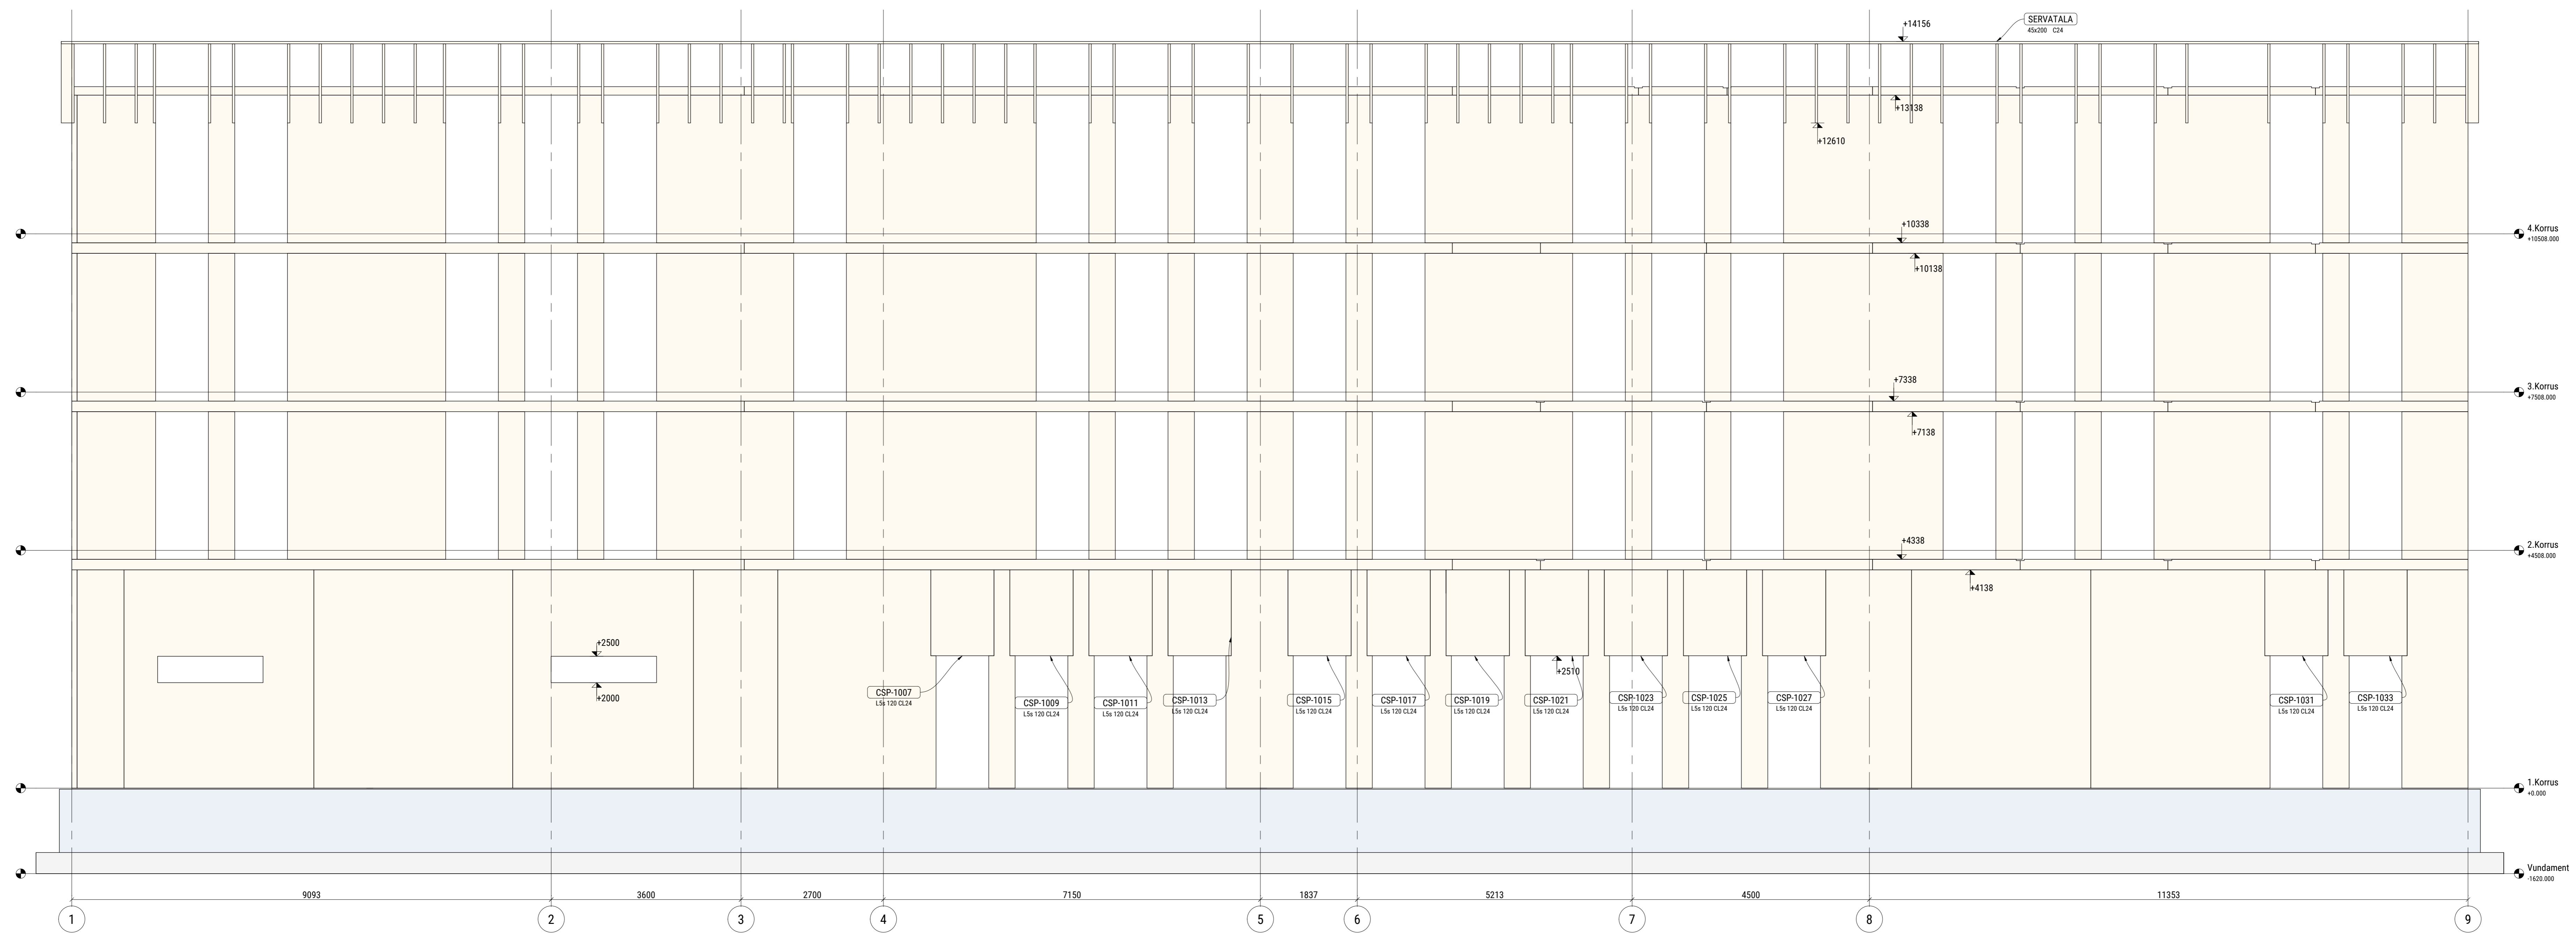 +14156
SERVATALA
45x200 C24
+13138
+12610
+10338
4.Korrus
+10508.000
+10138
+7338
3.Korrus
+7508.000
+7138
+4338
2.Korrus
+4508.000
+4138
+2500
+2000
+2510
CSP-1007
L5s 120 CL24
CSP-1009
L5s 120 CL24
CSP-1011
L5s 120 CL24
CSP-1013
L5s 120 CL24
CSP-1015
L5s 120 CL24
CSP-1017
L5s 120 CL24
CSP-1019
L5s 120 CL24
CSP-1021
L5s 120 CL24
CSP-1023
L5s 120 CL24
CSP-1025
L5s 120 CL24
CSP-1027
L5s 120 CL24
CSP-1031
L5s 120 CL24
CSP-1033
L5s 120 CL24
1.Korrus
+0.000
Vundament
-1620.000
9093 3600 2700 7150 1837 5213 4500 11353
1 2 3 4 5 6 7 8 9